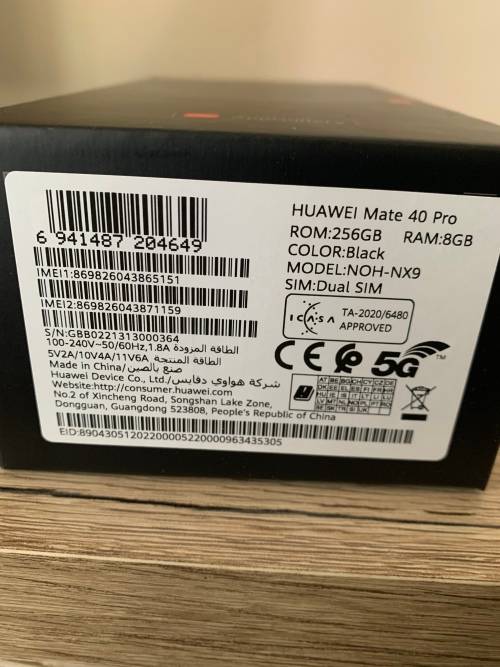 HUAWEI Mate 40 Pro
ROM:256GB RAM:8GB
COLOR:Black
MODEL:NOH-NX9
SIM:Dual SIM
ICASA TA-2020/6480
APPROVED
CE 5G™
6 941487 204649
IMEI1:869826043865151
IMEI2:869826043871159
S/N:GBB0221313000364
100-240V~50/60Hz,1.8A الطاقة المزودة
5V2A/10V4A/11V6A الطاقة المنتجة
Made in China/صنع بالصين
Huawei Device Co., Ltd./شركة هواوي دفايس
Website:http://consumer.huawei.com
No.2 of Xincheng Road, Songshan Lake Zone,
Dongguan, Guangdong 523808, People's Republic of China
EID:89043051202200005220000963435305